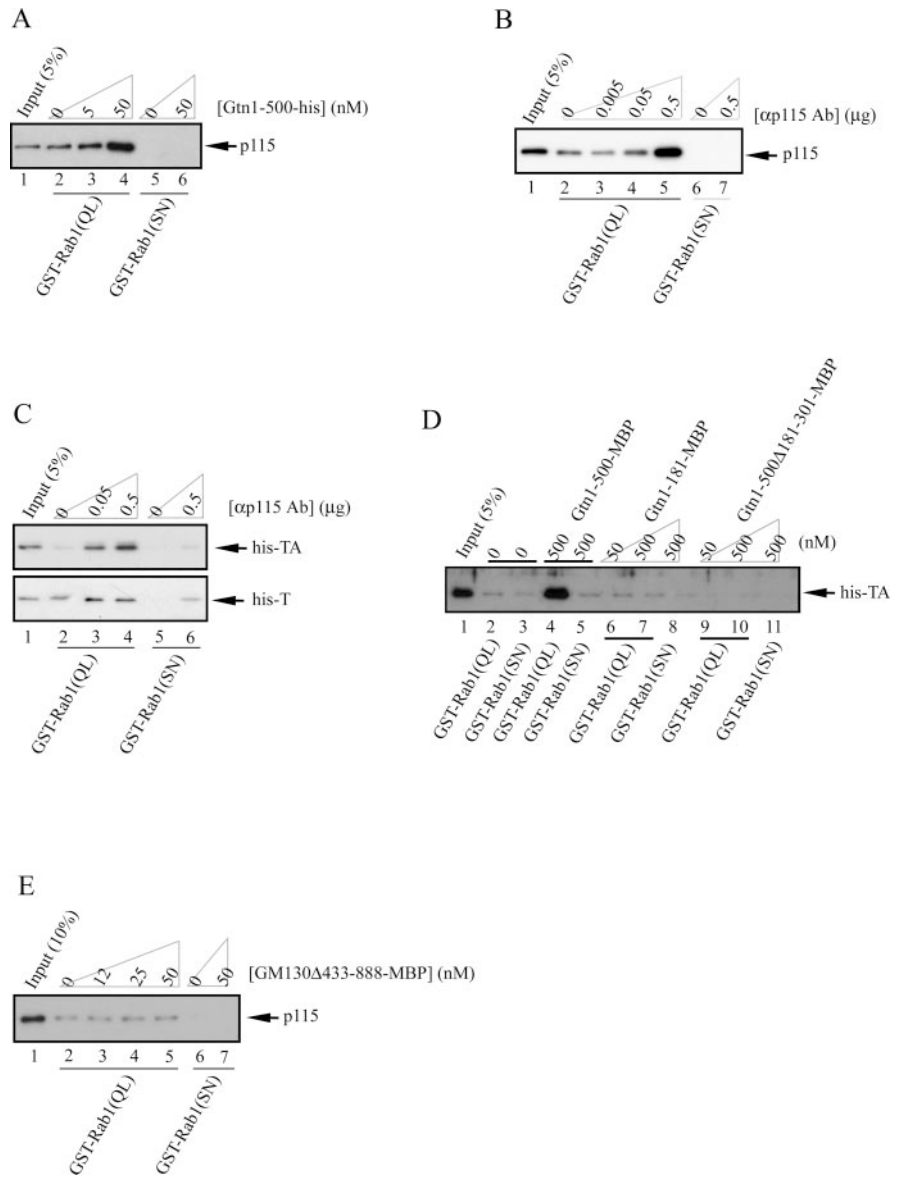 A
Input (5%)
0 5 50 0 50 [Gtn1-500-his] (nM)
p115
1 2 3 4 5 6
GST-Rab1(QL) GST-Rab1(SN)
B
Input (5%)
0 0.005 0.05 0.5 0 0.5 [αp115 Ab] (μg)
p115
1 2 3 4 5 6 7
GST-Rab1(QL) GST-Rab1(SN)
C
Input (5%)
0 0.05 0.5 0 0.5 [αp115 Ab] (μg)
his-TA
his-T
1 2 3 4 5 6
GST-Rab1(QL) GST-Rab1(SN)
D
Gtn1-500-MBP Gtn1-181-MBP Gtn1-500Δ181-301-MBP
Input (5%)
0 0 500 500 50 500 500 50 500 500 (nM)
his-TA
1 2 3 4 5 6 7 8 9 10 11
GST-Rab1(QL) GST-Rab1(SN) GST-Rab1(QL) GST-Rab1(SN) GST-Rab1(QL) GST-Rab1(SN) GST-Rab1(QL) GST-Rab1(SN)
E
Input (10%)
0 12 25 50 0 50 [GM130Δ433-888-MBP] (nM)
p115
1 2 3 4 5 6 7
GST-Rab1(QL) GST-Rab1(SN)